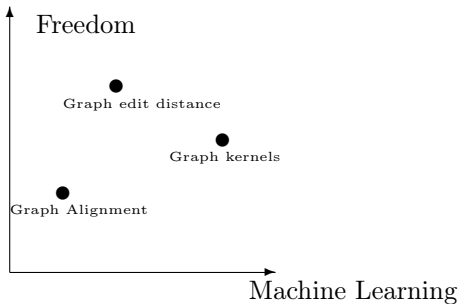 Freedom
Graph edit distance
Graph kernels
Graph Alignment
Machine Learning